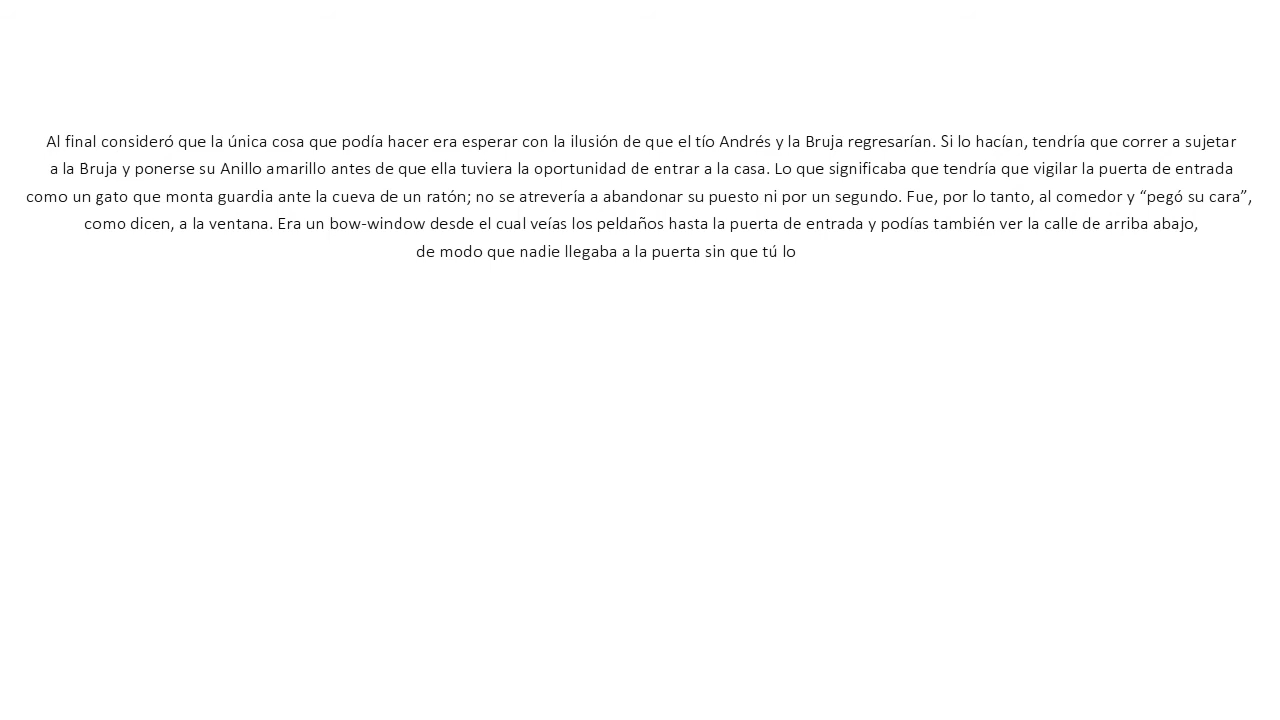 Al final consideró que la única cosa que podía hacer era esperar con la ilusión de que el tío Andrés y la Bruja regresarían. Si lo hacían, tendría que correr a sujetar
a la Bruja y ponerse su Anillo amarillo antes de que ella tuviera la oportunidad de entrar a la casa. Lo que significaba que tendría que vigilar la puerta de entrada
como un gato que monta guardia ante la cueva de un ratón; no se atrevería a abandonar su puesto ni por un segundo. Fue, por lo tanto, al comedor y “pegó su cara”,
como dicen, a la ventana. Era un bow-window desde el cual veías los peldaños hasta la puerta de entrada y podías también ver la calle de arriba abajo,
de modo que nadie llegaba a la puerta sin que tú lo